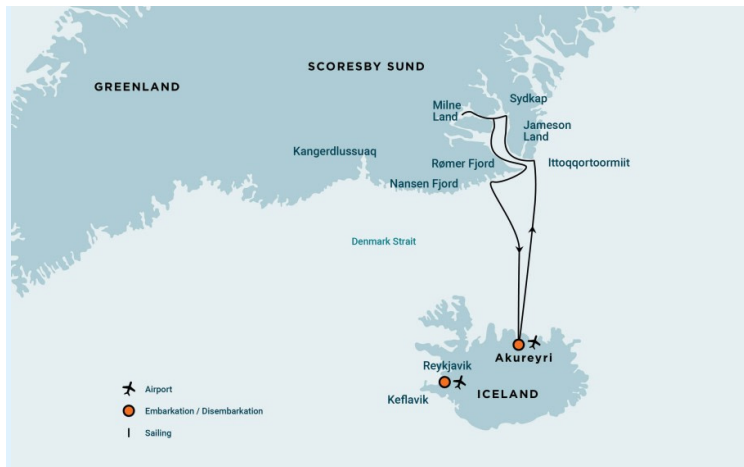 SCORESBY SUND
GREENLAND
Milne
Land
Sydkap
Jameson
Land
Kangerdlussuaq
Rømer Fjord
Ittoqqortoormiit
Nansen Fjord
Denmark Strait
Akureyri
Reykjavik
Keflavik
ICELAND
Airport
Embarkation / Disembarkation
Sailing